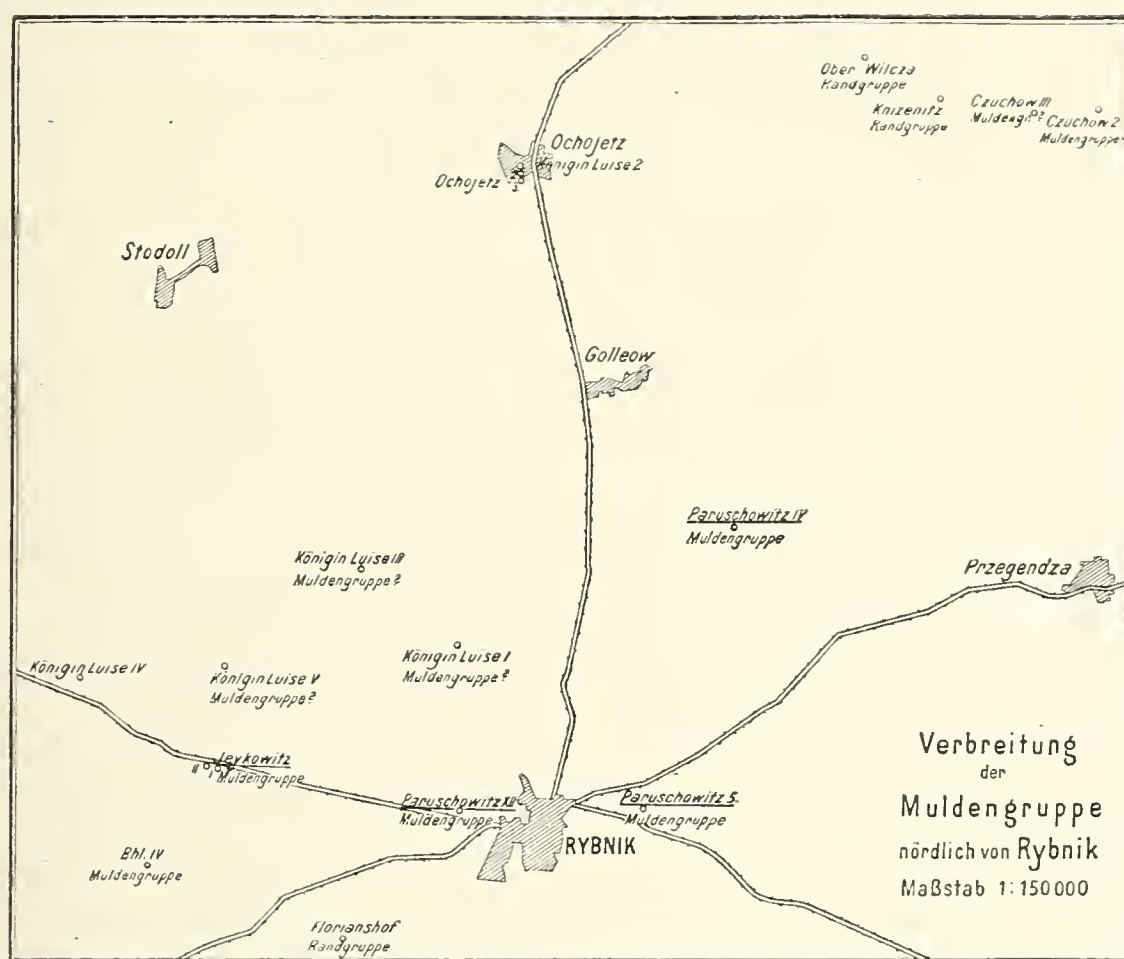 Ober Wilcza
Randgruppe
Knizenitz
Randgruppe
Czuchow III
Muldengr.?
Czuchow 2
Muldengruppe
Ochojetz
Königin Luise 2
Ochojetz
Stodoll
Golleow
Paruschowitz IV
Muldengruppe
Przegendza
Königin Luise III
Muldengruppe?
Königin Luise I
Muldengruppe?
Königin Luise IV
Königin Luise V
Muldengruppe?
Jeykowitz
Muldengruppe
Paruschowitz XII
Muldengruppe
Paruschowitz 5.
Muldengruppe
RYBNIK
Bhl. IV
Muldengruppe
Florianshof
Randgruppe
Verbreitung
der
Muldengruppe
nördlich von Rybnik
Maßstab 1:150000